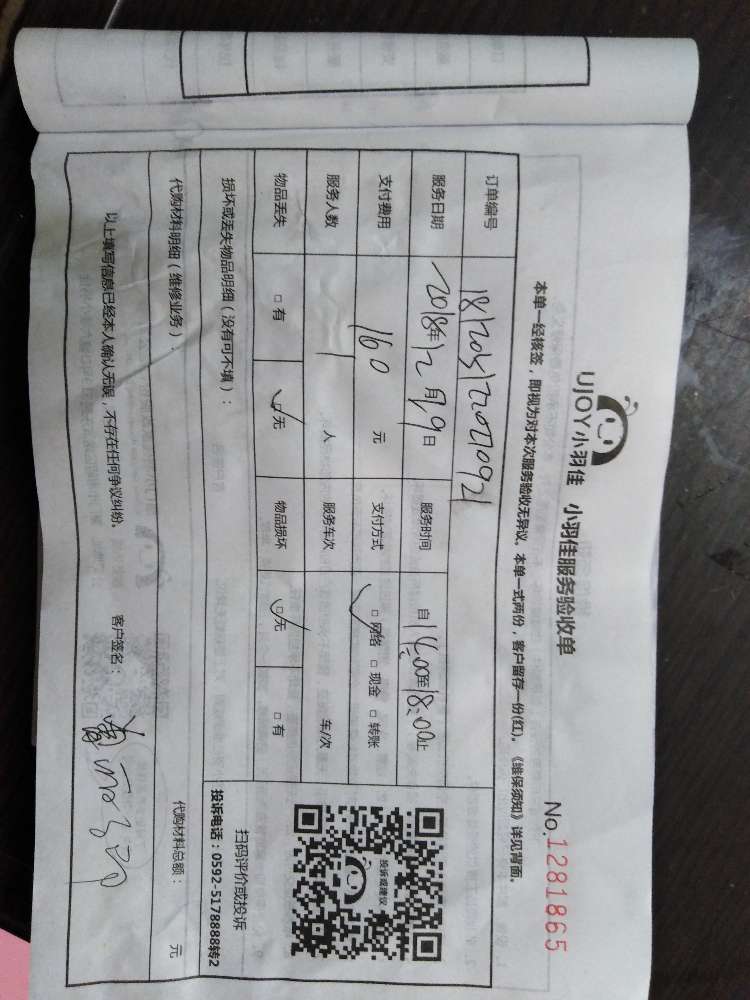 UJOY小羽佳 小羽佳服务验收单
No.1281865
本单一经核签，即视为对本次服务验收无异议。本单一式两份，客户留存一份(红)。《维保须知》详见背面。
订单编号
服务日期 2018年12月9日 服务时间 自14:00至18:00止
支付费用 160 元 支付方式 □网络 □现金 □转账
服务人数 1 人 服务车次 车/次
物品丢失 □有 □无 物品损坏 □无 □有
投诉或建议
扫码评价或投诉
投诉电话：0592-5178888转2
损坏或丢失物品明细（没有可不填）：
代购材料明细（维修业务）： 代购材料总额： 元
以上填写信息已经本人确认无误，不存在任何争议纠纷。 客户签名：